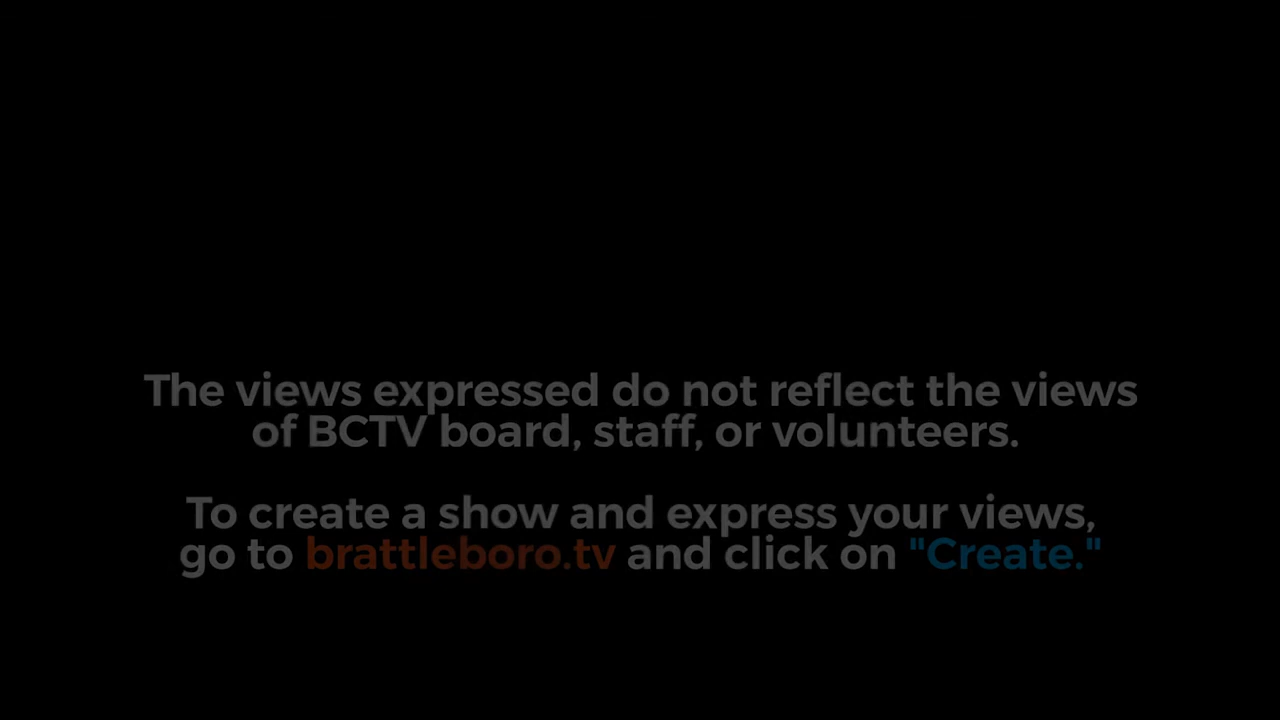 The views expressed do not reflect the views
of BCTV board, staff, or volunteers.
To create a show and express your views,
go to brattleboro.tv and click on "Create."